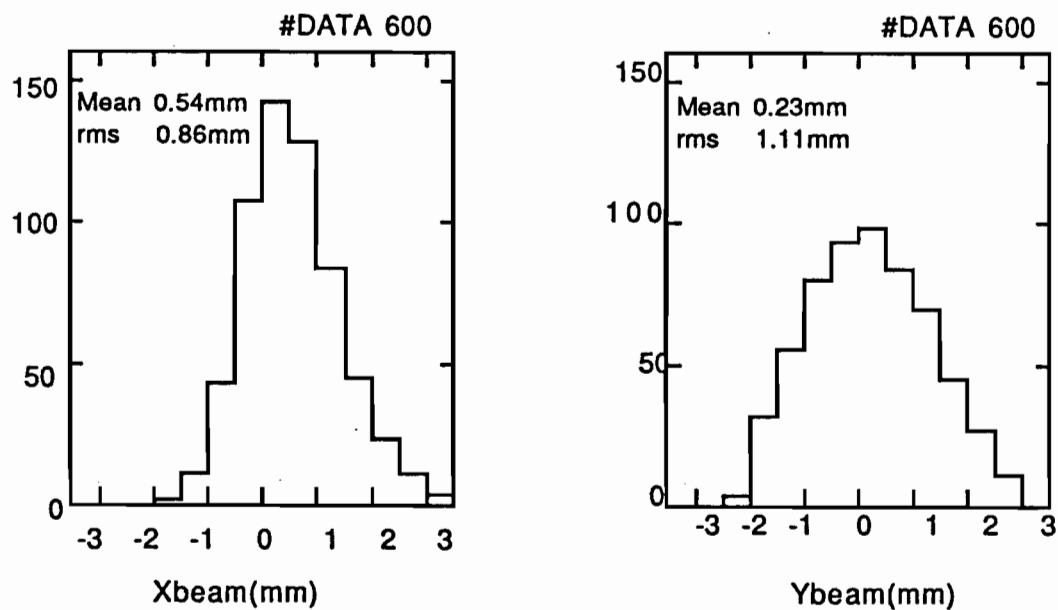 #DATA 600
150
Mean 0.54mm
rms 0.86mm
100
50
0
-3 -2 -1 0 1 2 3
Xbeam(mm)
#DATA 600
150
Mean 0.23mm
rms 1.11mm
100
50
0
-3 -2 -1 0 1 2 3
Ybeam(mm)